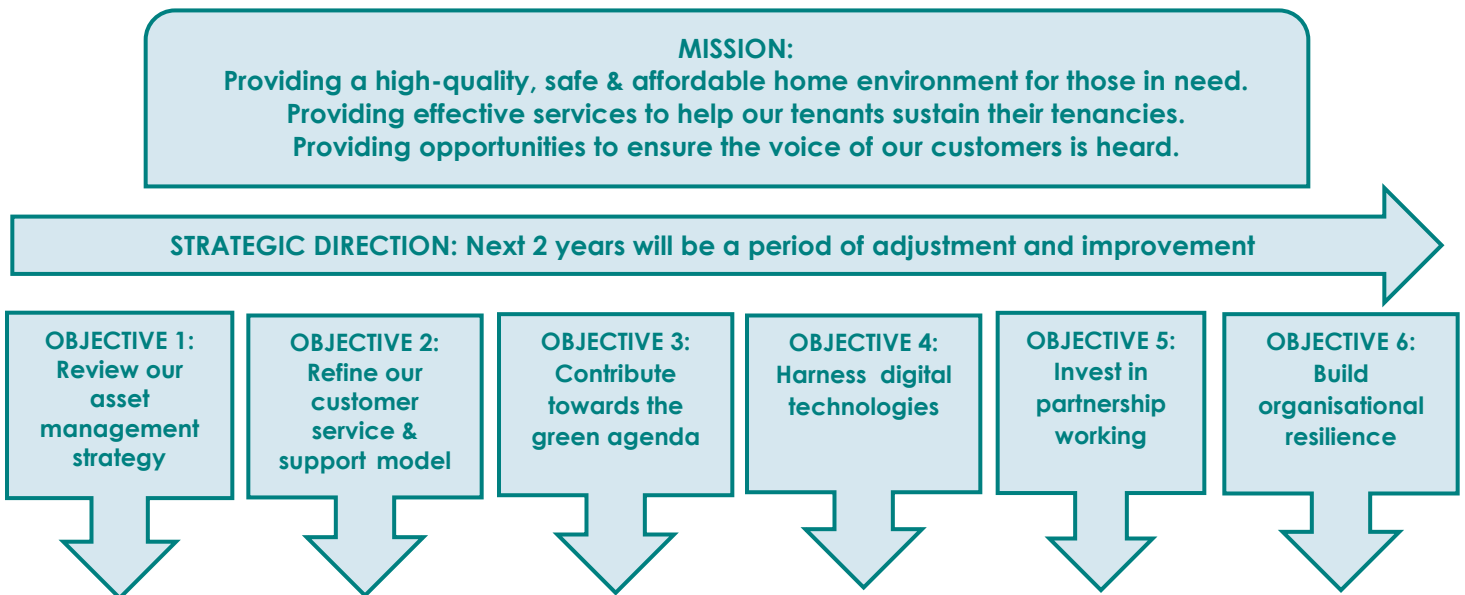 MISSION:
Providing a high-quality, safe & affordable home environment for those in need.
Providing effective services to help our tenants sustain their tenancies.
Providing opportunities to ensure the voice of our customers is heard.
STRATEGIC DIRECTION: Next 2 years will be a period of adjustment and improvement
OBJECTIVE 1:
Review our
asset
management
strategy
OBJECTIVE 2:
Refine our
customer
service &
support model
OBJECTIVE 3:
Contribute
towards the
green agenda
OBJECTIVE 4:
Harness digital
technologies
OBJECTIVE 5:
Invest in
partnership
working
OBJECTIVE 6:
Build
organisational
resilience